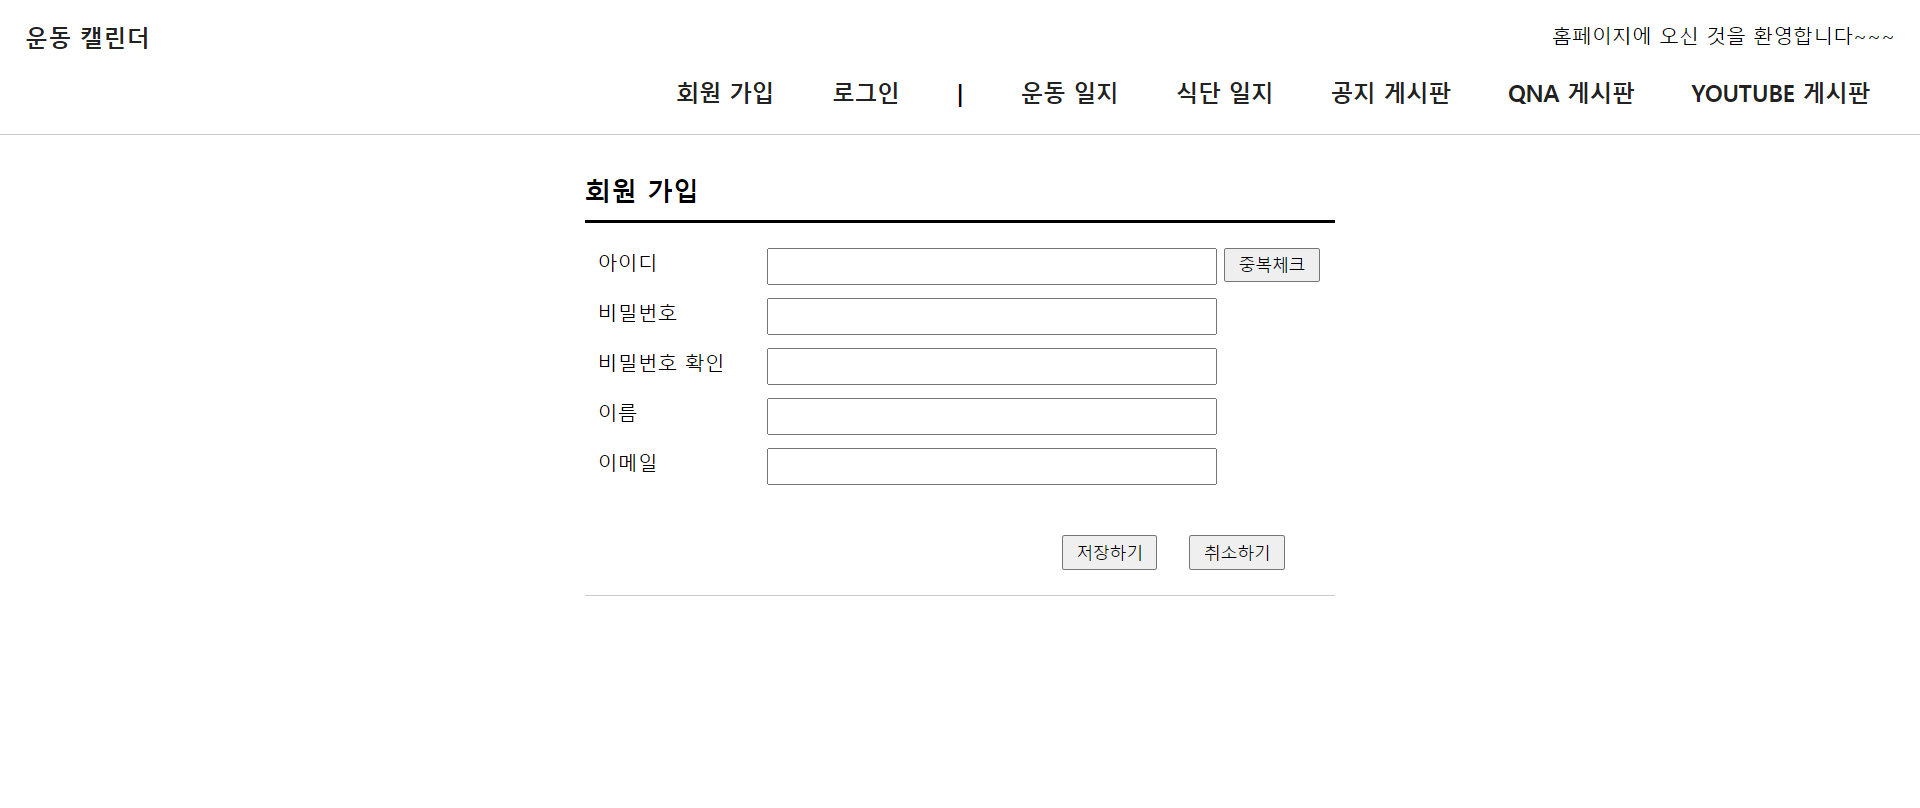 운동 캘린더
홈페이지에 오신 것을 환영합니다~~~
회원 가입 로그인 | 운동 일지 식단 일지 공지 게시판 QNA 게시판 YOUTUBE 게시판
회원 가입
아이디 중복체크
비밀번호
비밀번호 확인
이름
이메일
저장하기 취소하기